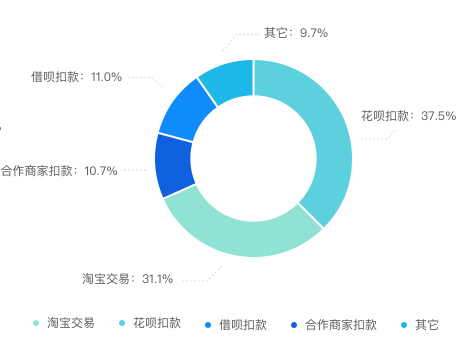 其它：9.7%
借呗扣款：11.0%
花呗扣款：37.5%
合作商家扣款：10.7%
淘宝交易：31.1%
淘宝交易 花呗扣款 借呗扣款 合作商家扣款 其它